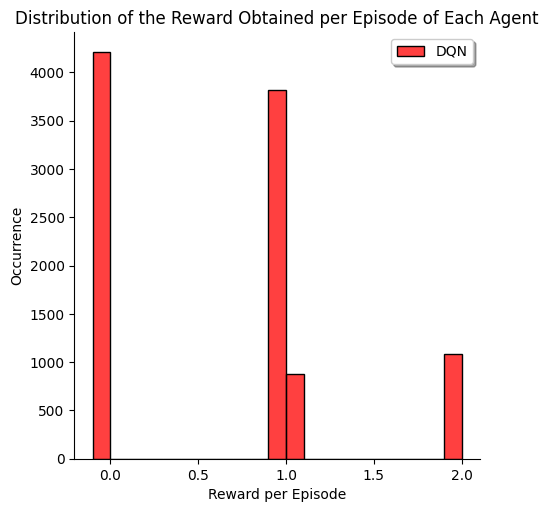 Distribution of the Reward Obtained per Episode of Each Agent
DQN
4000
3500
3000
2500
2000
1500
1000
500
0
Occurrence
0.0 0.5 1.0 1.5 2.0
Reward per Episode